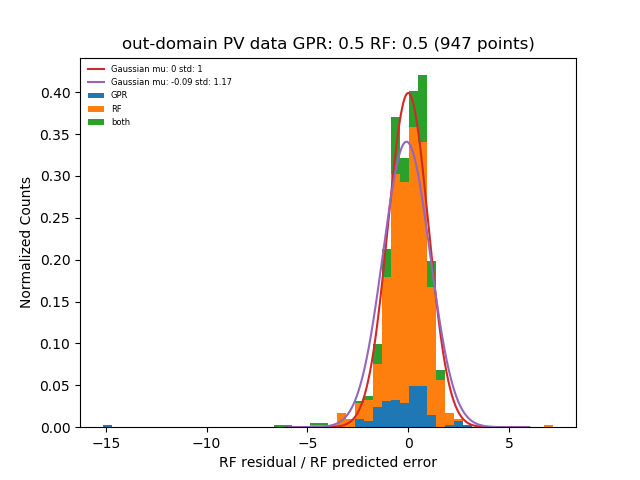 out-domain PV data GPR: 0.5 RF: 0.5 (947 points)
Gaussian mu: 0 std: 1
Gaussian mu: -0.09 std: 1.17
GPR
RF
both
0.40
0.35
0.30
0.25
0.20
0.15
0.10
0.05
0.00
Normalized Counts
−15
−10
−5
0
5
RF residual / RF predicted error